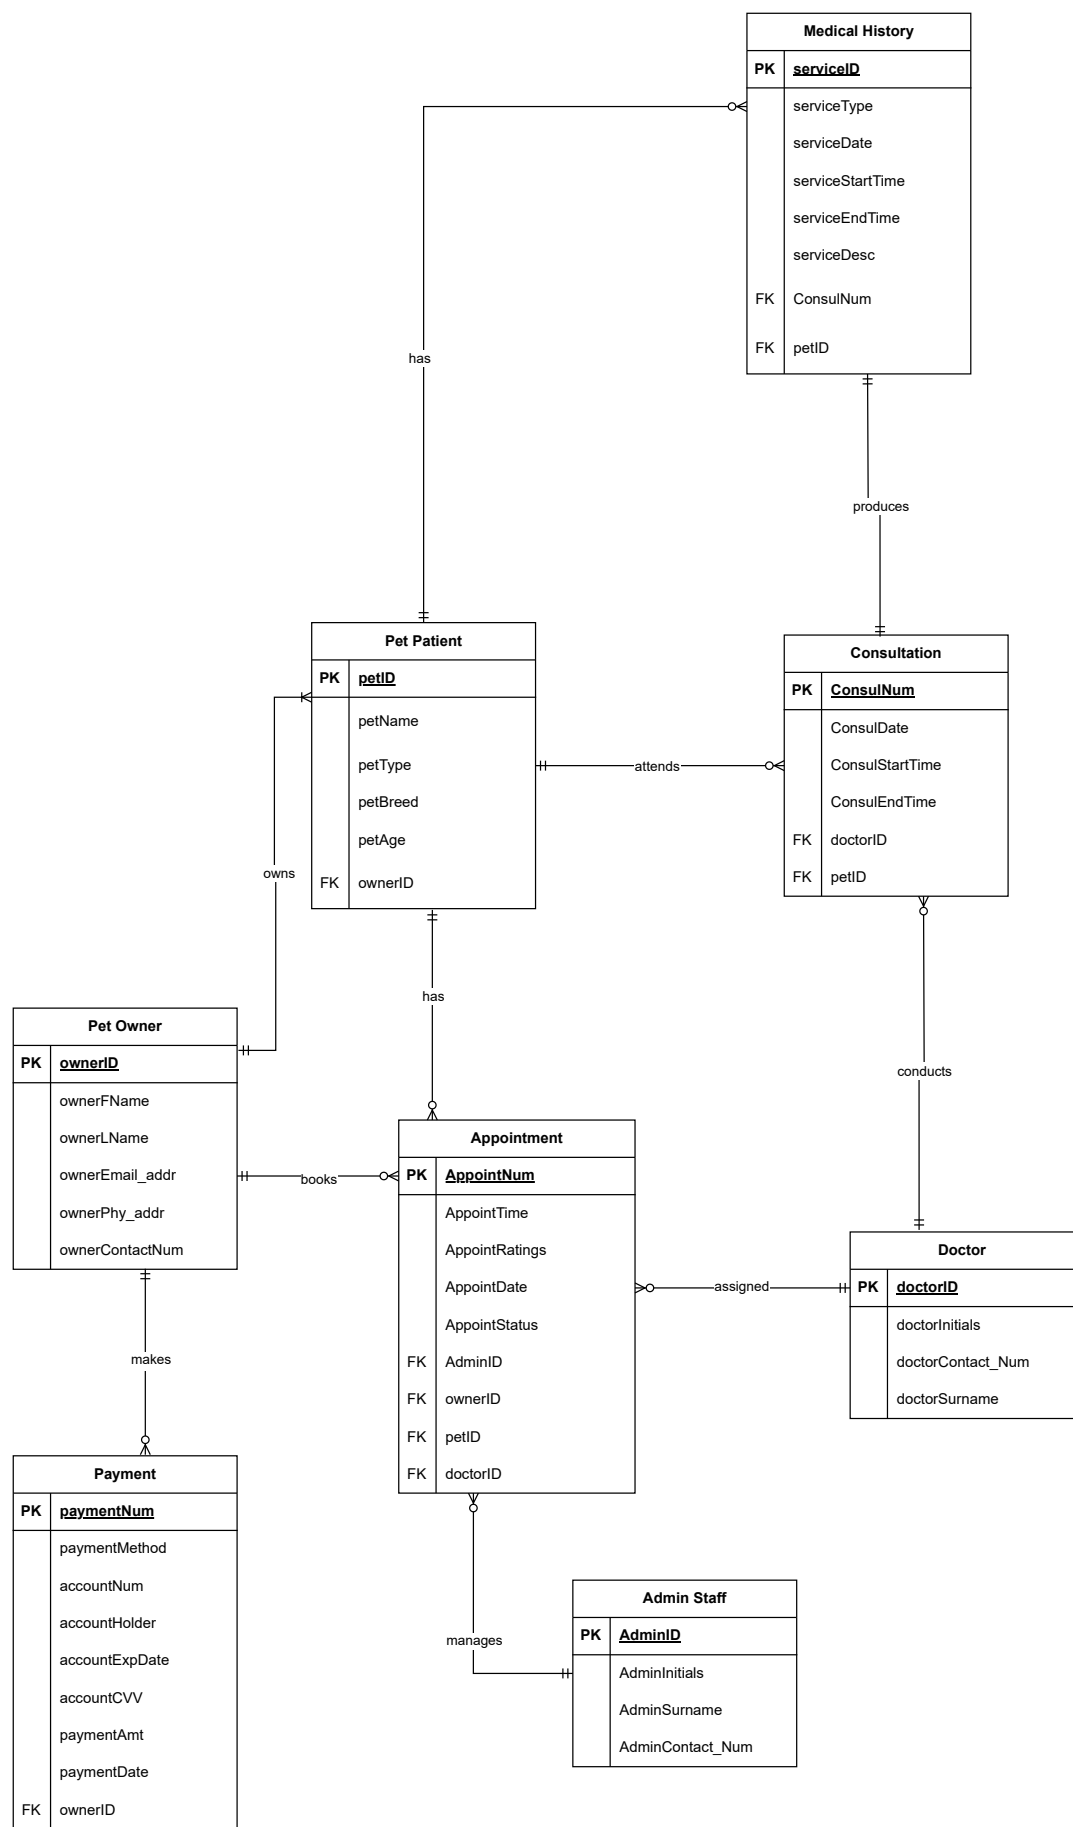 Medical History
PK serviceID
serviceType
serviceDate
serviceStartTime
serviceEndTime
serviceDesc
FK ConsulNum
FK petID
has
produces
Pet Patient
PK petID
petName
petType
petBreed
petAge
FK ownerID
Consultation
PK ConsulNum
ConsulDate
ConsulStartTime
ConsulEndTime
FK doctorID
FK petID
attends
owns
has
conducts
Pet Owner
PK ownerID
ownerFName
ownerLName
ownerEmail_addr
ownerPhy_addr
ownerContactNum
books
Appointment
PK AppointNum
AppointTime
AppointRatings
AppointDate
AppointStatus
FK AdminID
FK ownerID
FK petID
FK doctorID
assigned
Doctor
PK doctorID
doctorInitials
doctorContact_Num
doctorSurname
makes
Payment
PK paymentNum
paymentMethod
accountNum
accountHolder
accountExpDate
accountCVV
paymentAmt
paymentDate
FK ownerID
manages
Admin Staff
PK AdminID
AdminInitials
AdminSurname
AdminContact_Num